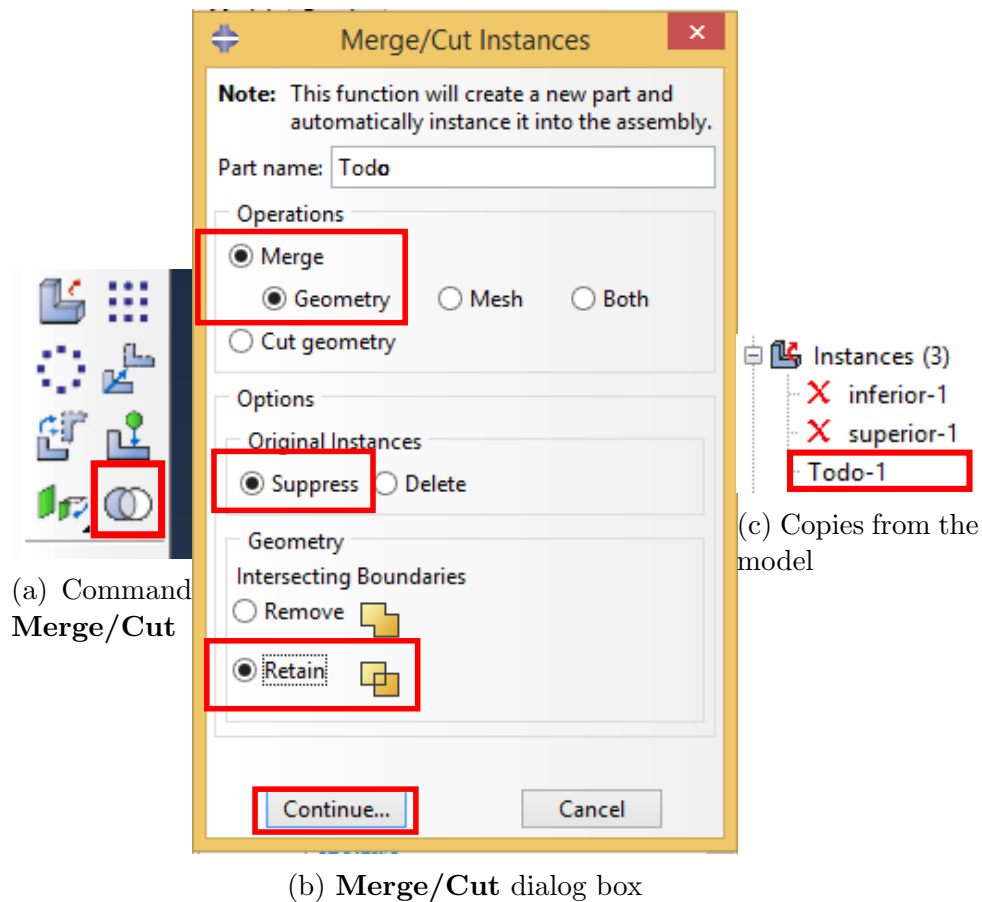 Merge/Cut Instances
Note: This function will create a new part and
automatically instance it into the assembly.
Part name: Todo
Operations
Merge
Geometry Mesh Both
Cut geometry
Options
Original Instances
Suppress Delete
Geometry
Intersecting Boundaries
Remove
Retain
Continue... Cancel
Instances (3)
inferior-1
superior-1
Todo-1
(a) Command
Merge/Cut
(c) Copies from the
model
(b) Merge/Cut dialog box